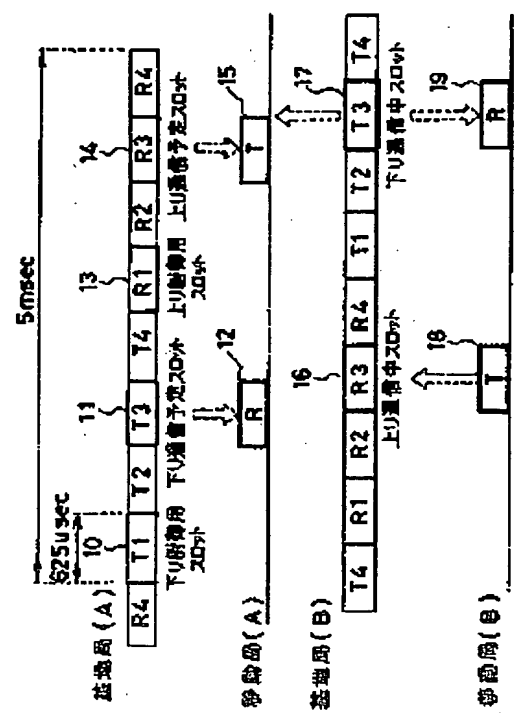 5msec
625usec
10 11 13 14
基地局(A) R4 T1 T2 T3 T4 R1 R2 R3 R4
下り制御用スロット 下り通信予定スロット 上り制御用スロット 上り通信予定スロット
12 15
移動局(A) R T
16 17
基地局(B) T4 R1 R2 R3 R4 T1 T2 T3 T4
上り通信中スロット 下り通信中スロット
18 19
移動局(B) T R